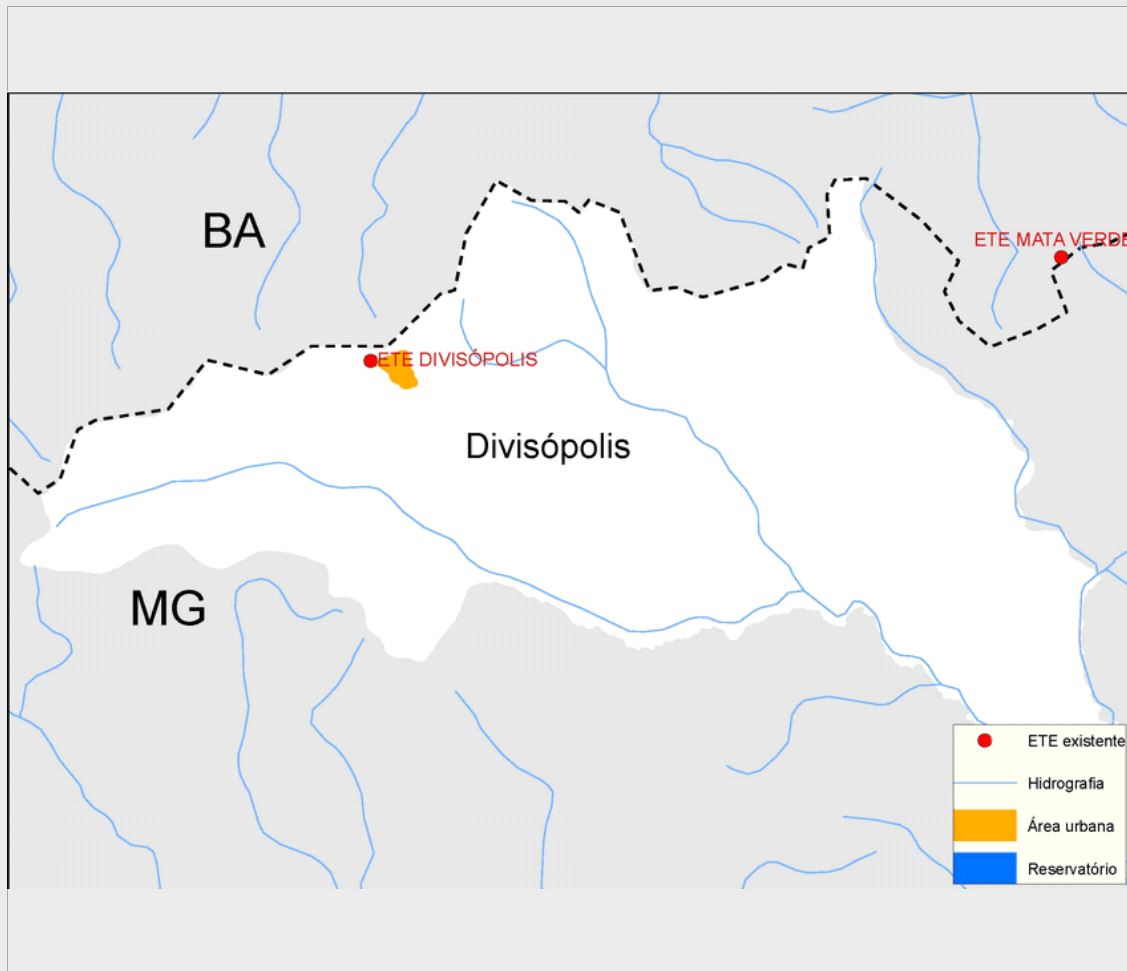 BA
ETE MATA VERDE
ETE DIVISÓPOLIS
Divisópolis
MG
ETE existente
Hidrografia
Área urbana
Reservatório